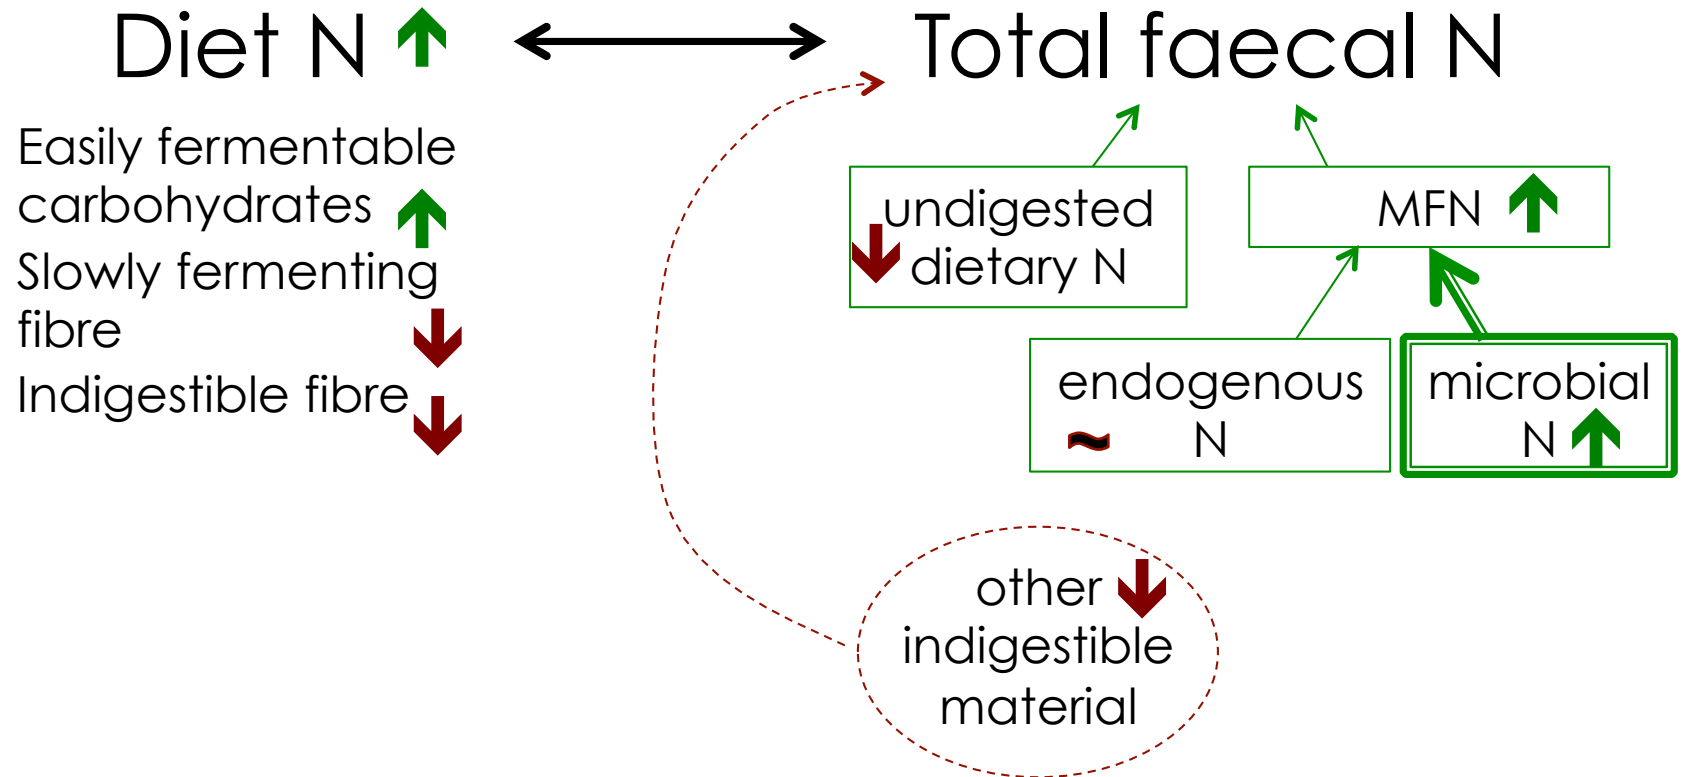 Diet N
Total faecal N
Easily fermentable
carbohydrates
Slowly fermenting
fibre
Indigestible fibre
undigested
dietary N
MFN
endogenous
~ N
microbial
N
other
indigestible
material